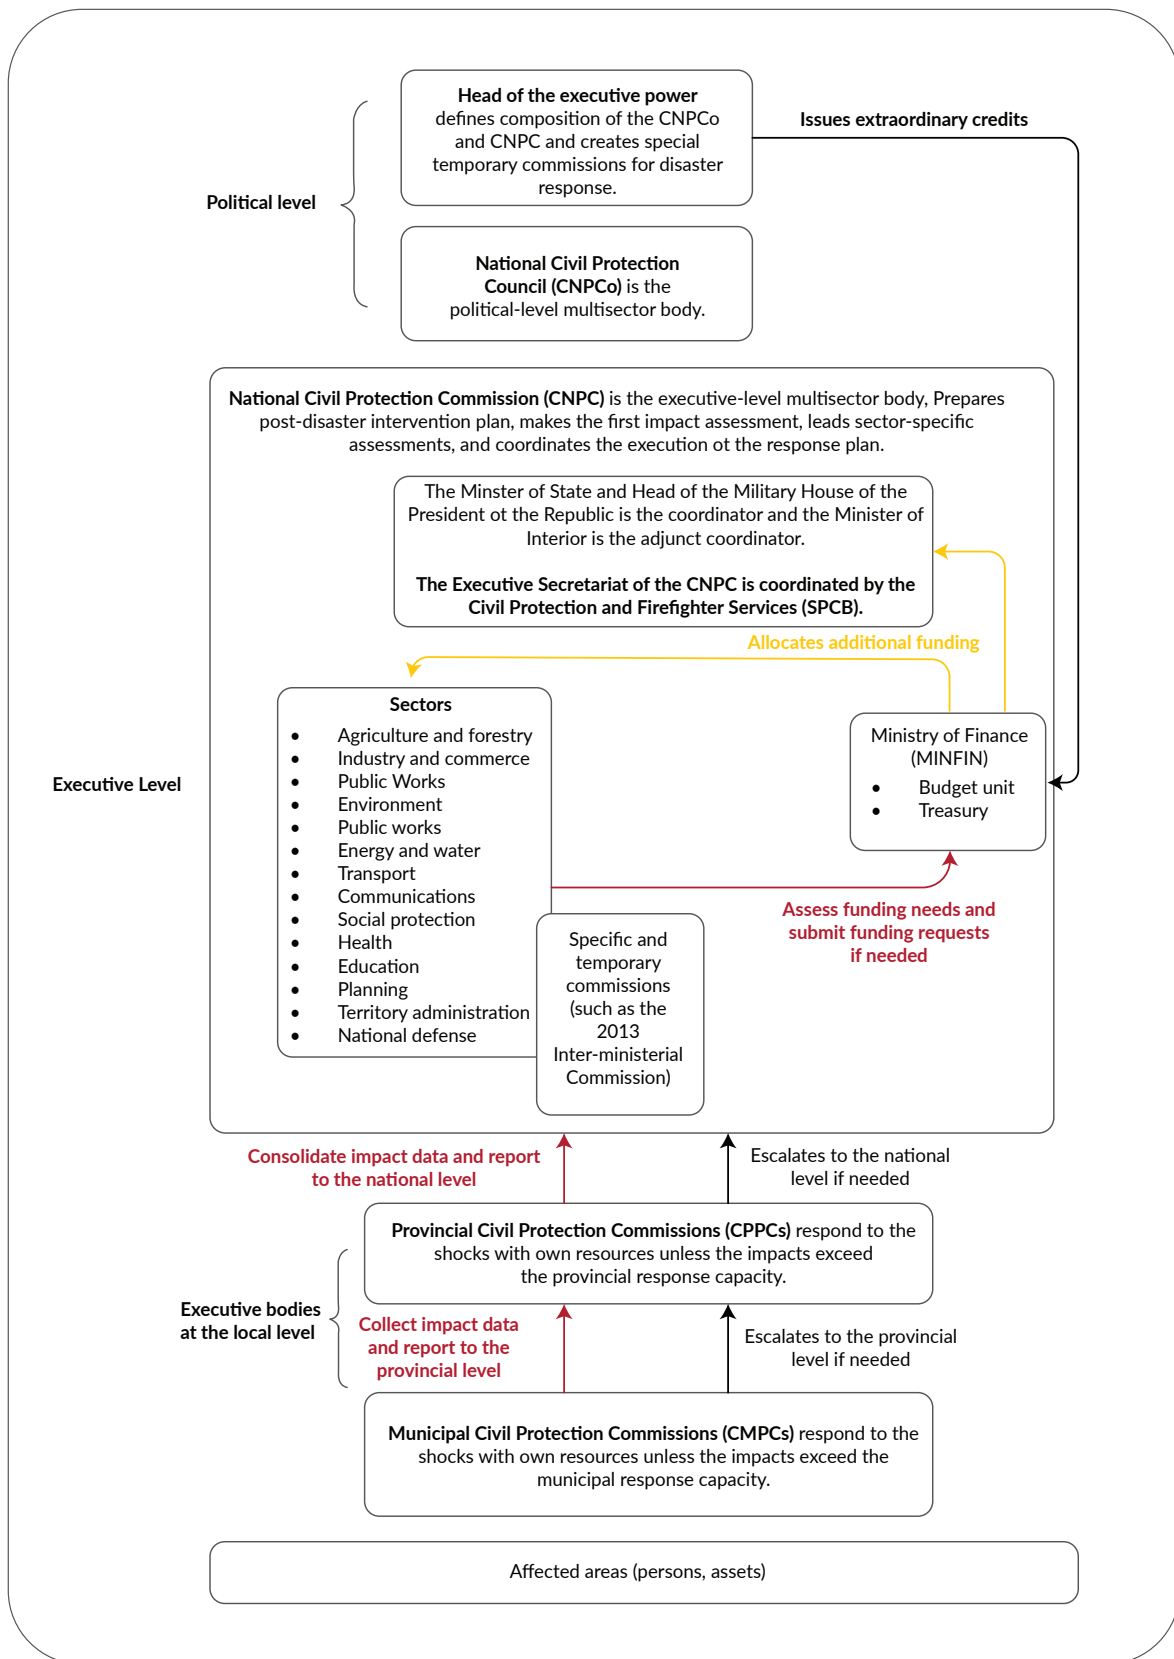 Head of the executive power
defines composition of the CNPCo
and CNPC and creates special
temporary commissions for disaster
response.
Issues extraordinary credits
Political level
National Civil Protection
Council (CNPCo) is the
political-level multisector body.
National Civil Protection Commission (CNPC) is the executive-level multisector body, Prepares
post-disaster intervention plan, makes the first impact assessment, leads sector-specific
assessments, and coordinates the execution ot the response plan.
The Minster of State and Head of the Military House of the
President ot the Republic is the coordinator and the Minister of
Interior is the adjunct coordinator.
The Executive Secretariat of the CNPC is coordinated by the
Civil Protection and Firefighter Services (SPCB).
Allocates additional funding
Executive Level
Sectors
• Agriculture and forestry
• Industry and commerce
• Public Works
• Environment
• Public works
• Energy and water
• Transport
• Communications
• Social protection
• Health
• Education
• Planning
• Territory administration
• National defense
Ministry of Finance
(MINFIN)
• Budget unit
• Treasury
Assess funding needs and
submit funding requests
if needed
Specific and
temporary
commissions
(such as the
2013
Inter-ministerial
Commission)
Consolidate impact data and report
to the national level
Escalates to the national
level if needed
Provincial Civil Protection Commissions (CPPCs) respond to the
shocks with own resources unless the impacts exceed
the provincial response capacity.
Executive bodies
at the local level
Collect impact data
and report to the
provincial level
Escalates to the provincial
level if needed
Municipal Civil Protection Commissions (CMPCs) respond to the
shocks with own resources unless the impacts exceed the
municipal response capacity.
Affected areas (persons, assets)